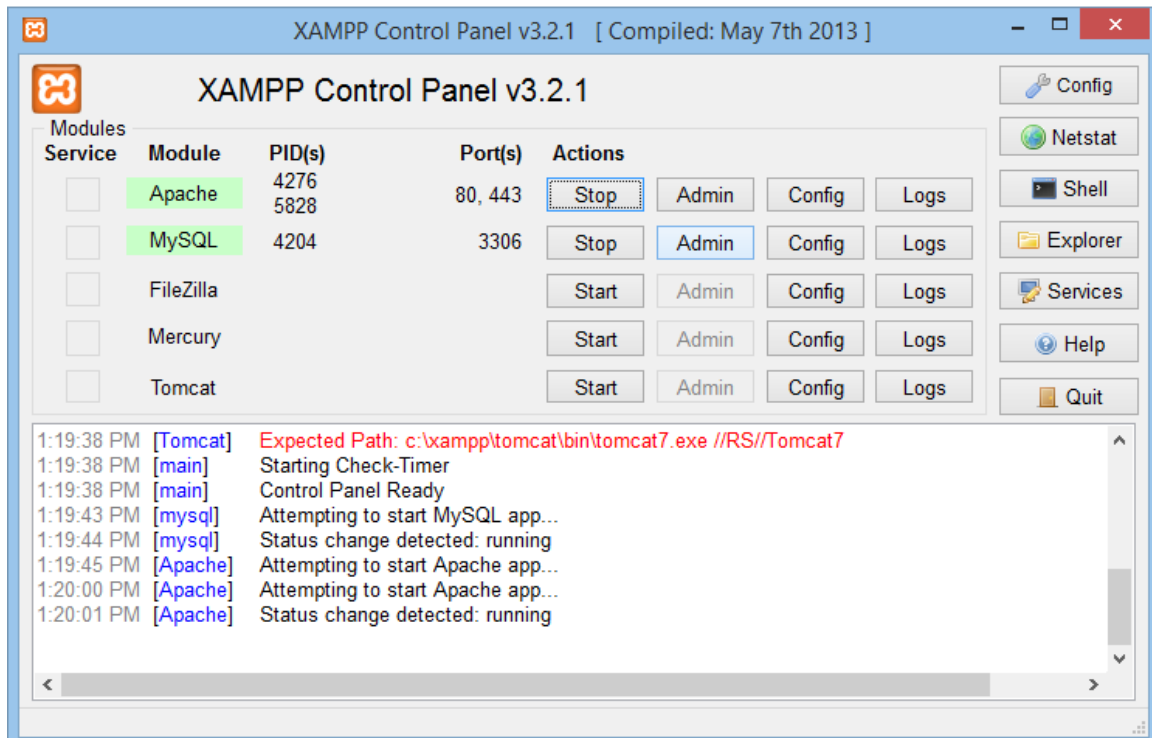 XAMPP Control Panel v3.2.1 [ Compiled: May 7th 2013 ]
XAMPP Control Panel v3.2.1
Config
Modules
Netstat
Service Module PID(s) Port(s) Actions
Apache 4276 5828 80, 443 Stop Admin Config Logs
Shell
MySQL 4204 3306 Stop Admin Config Logs
Explorer
FileZilla Start Admin Config Logs
Services
Mercury Start Admin Config Logs
Help
Tomcat Start Admin Config Logs
Quit
1:19:38 PM [Tomcat] Expected Path: c:\xampp\tomcat\bin\tomcat7.exe //RS//Tomcat7
1:19:38 PM [main] Starting Check-Timer
1:19:38 PM [main] Control Panel Ready
1:19:43 PM [mysql] Attempting to start MySQL app...
1:19:44 PM [mysql] Status change detected: running
1:19:45 PM [Apache] Attempting to start Apache app...
1:20:00 PM [Apache] Attempting to start Apache app...
1:20:01 PM [Apache] Status change detected: running